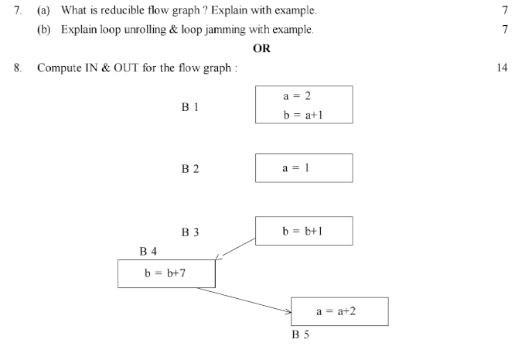 7. (a) What is reducible flow graph ? Explain with example. 7
(b) Explain loop unrolling & loop jamming with example. 7
OR
8. Compute IN & OUT for the flow graph : 14
a = 2
B 1
b = a+1
B 2 a = 1
B 3 b = b+1
B 4
b = b+7
a = a+2
B 5